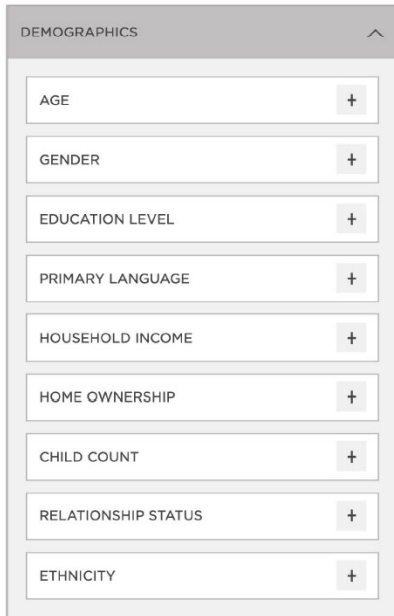 DEMOGRAPHICS
AGE +
GENDER +
EDUCATION LEVEL +
PRIMARY LANGUAGE +
HOUSEHOLD INCOME +
HOME OWNERSHIP +
CHILD COUNT +
RELATIONSHIP STATUS +
ETHNICITY +